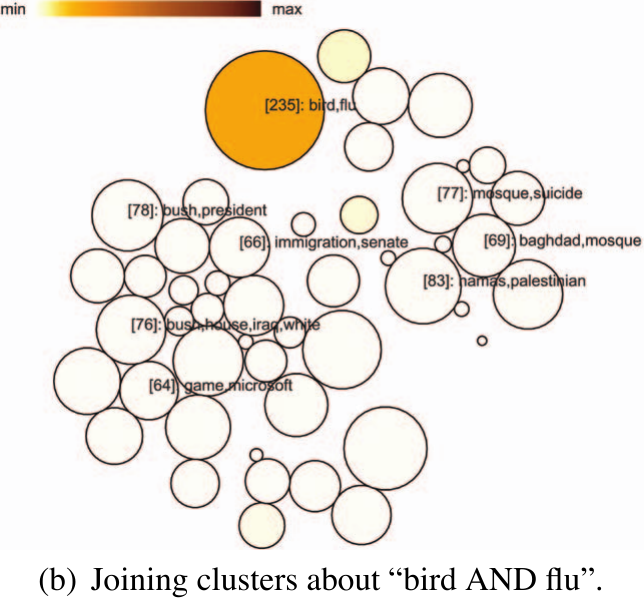 min max
[235]: bird,flu
[77]: mosque,suicide
[78]: bush,president
[66]: immigration,senate
[69]: baghdad,mosque
[83]: hamas,palestinian
[76]: bush,house,iraq,white
[64]: game,microsoft
(b) Joining clusters about “bird AND flu”.